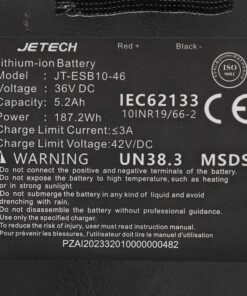 JETECH Red + Black -
Lithium-ion Battery
Model = JT-ESB10-46
Voltage = 36V DC
Capacity = 5.2Ah IEC62133
Power = 187.2Wh 10INR19/66-2
Charge Limit Current:≤3A
Charge Limit Voltage:42V/DC
ISO 9001
WARNING UN38.3 MSDS
Do not connect the positive and negative terminals of the battery.
Do not expose the battery to high temperature, such as heating
or in strong sunlight
Do not submerge the battery in any kind of liquid and avoid
drenching with rain.
Do not disassemble the battery without professional guidance.
Use only the specified charger.
To reduce the risk of injury, user must read instruction manual
Pour prévenir les blessures, l'utilisateur doit lire le manuel d'utilisation
PZAI202332010000000482